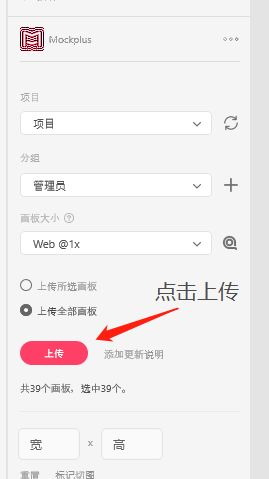 Mockplus
项目
项目
分组
管理员
画板大小 ?
Web @1x
上传所选画板
上传全部画板
点击上传
上传 添加更新说明
共39个画板，选中39个。
宽 x 高
重置 标记切图